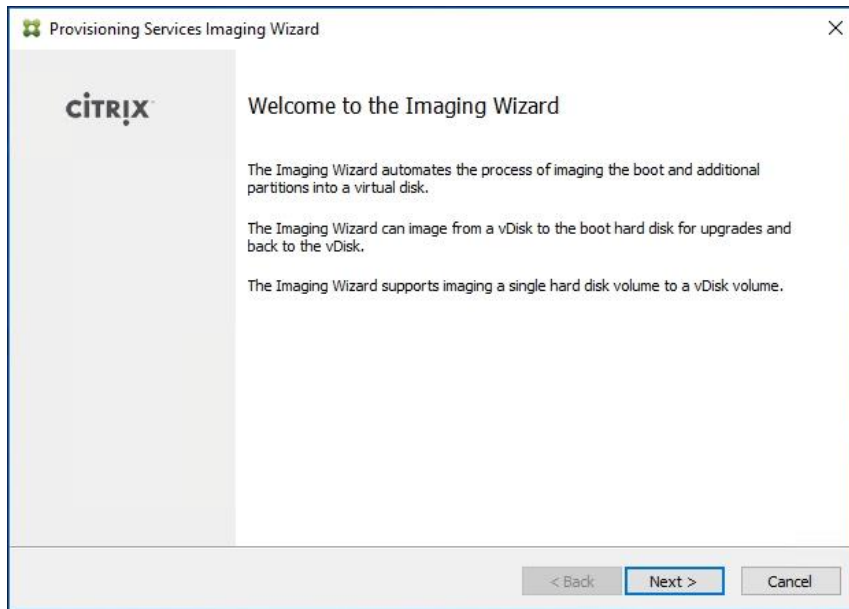 Provisioning Services Imaging Wizard
CİTRIX
Welcome to the Imaging Wizard
The Imaging Wizard automates the process of imaging the boot and additional
partitions into a virtual disk.
The Imaging Wizard can image from a vDisk to the boot hard disk for upgrades and
back to the vDisk.
The Imaging Wizard supports imaging a single hard disk volume to a vDisk volume.
< Back Next > Cancel